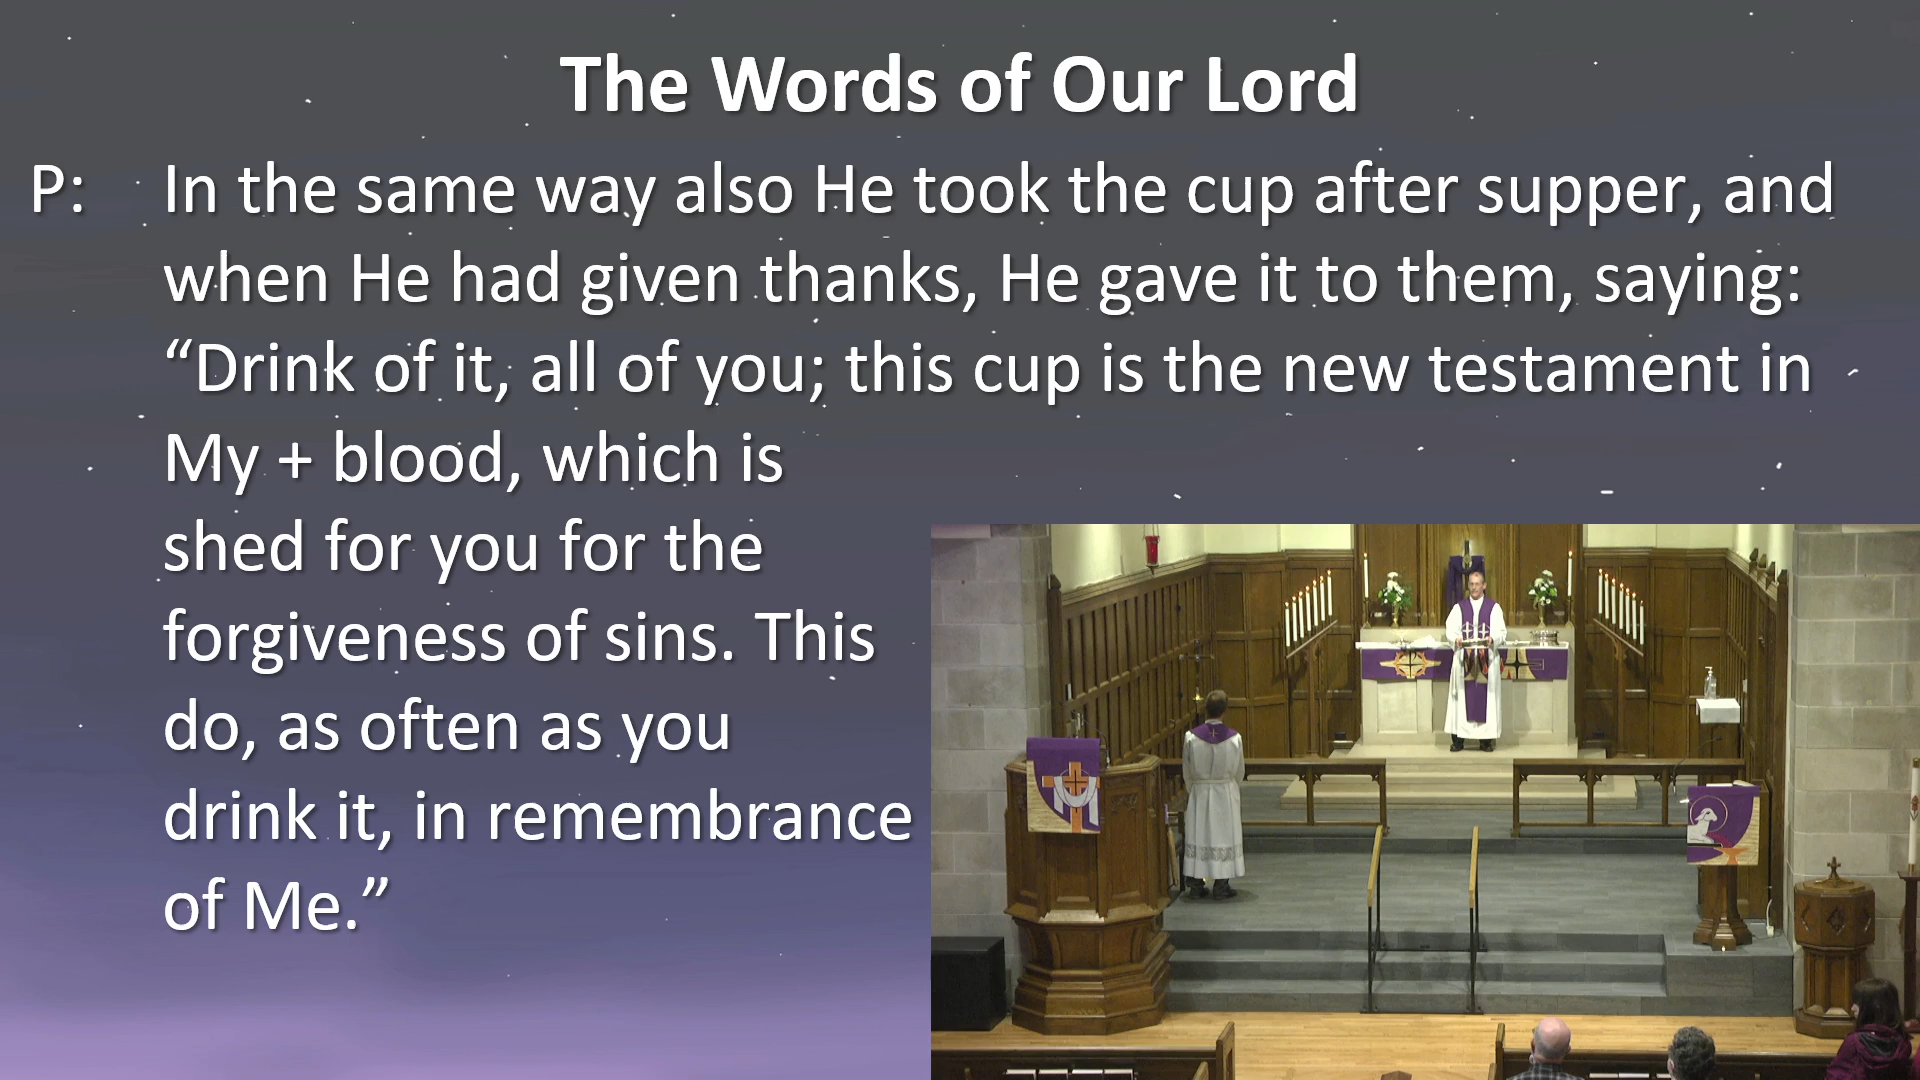 The Words of Our Lord
P: In the same way also He took the cup after supper, and
when He had given thanks, He gave it to them, saying:
“Drink of it, all of you; this cup is the new testament in
My + blood, which is
shed for you for the
forgiveness of sins. This
do, as often as you
drink it, in remembrance
of Me.”